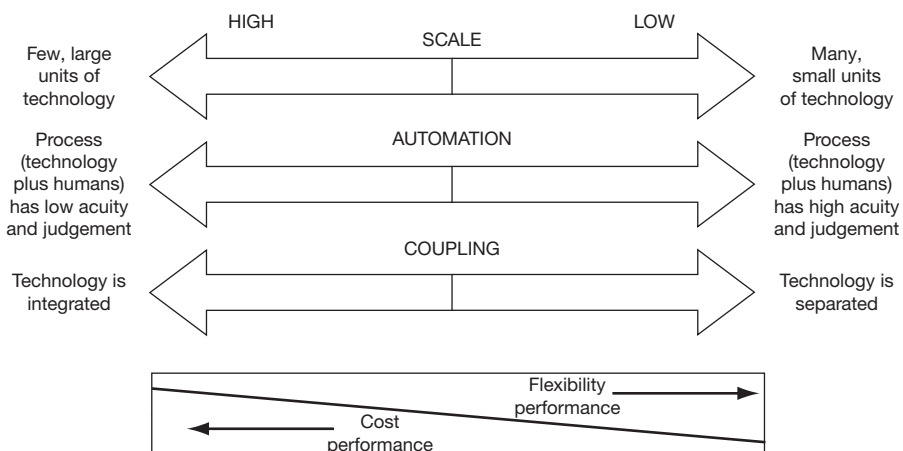 HIGH
LOW
SCALE
Few, large
units of
technology
Many,
small units
of technology
AUTOMATION
Process
(technology
plus humans)
has low acuity
and judgement
Process
(technology
plus humans)
has high acuity
and judgement
COUPLING
Technology is
integrated
Technology is
separated
Flexibility
performance
Cost
performance